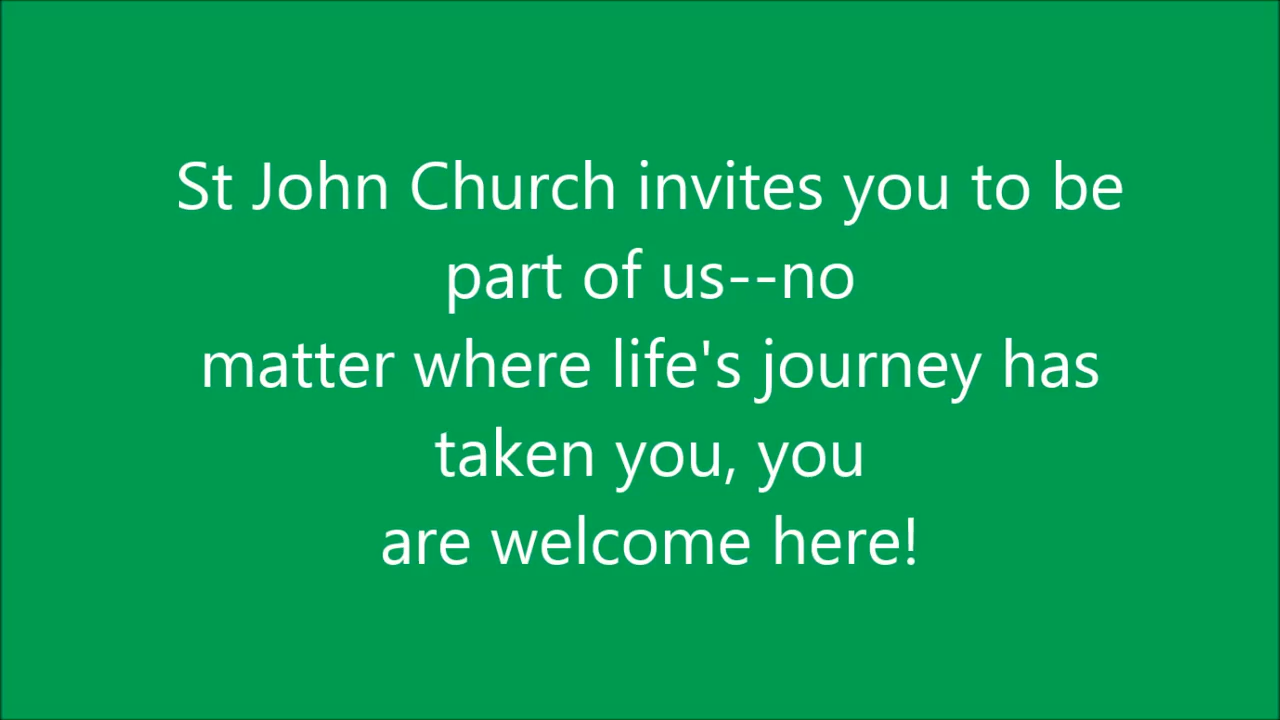 St John Church invites you to be
part of us--no
matter where life's journey has
taken you, you
are welcome here!